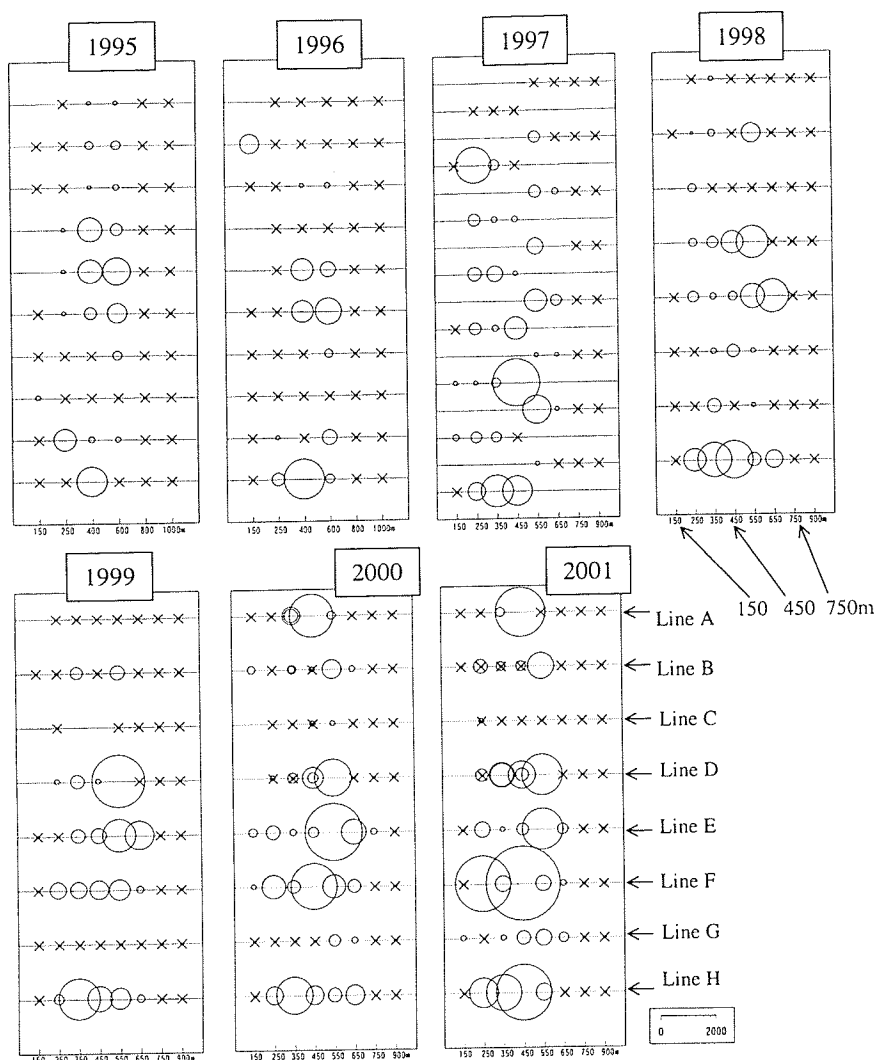 1995
1996
1997
1998
150 250 400 600 800 1000m
150 250 400 600 800 1000m
150 250 350 450 550 650 750 900m
150 250 350 450 550 650 750 900m
150 450 750m
1999
2000
2001
Line A
Line B
Line C
Line D
Line E
Line F
Line G
Line H
0 2000
150 250 350 450 550 650 750 900m
150 250 350 450 550 650 750 900m
150 250 350 450 550 650 750 900m